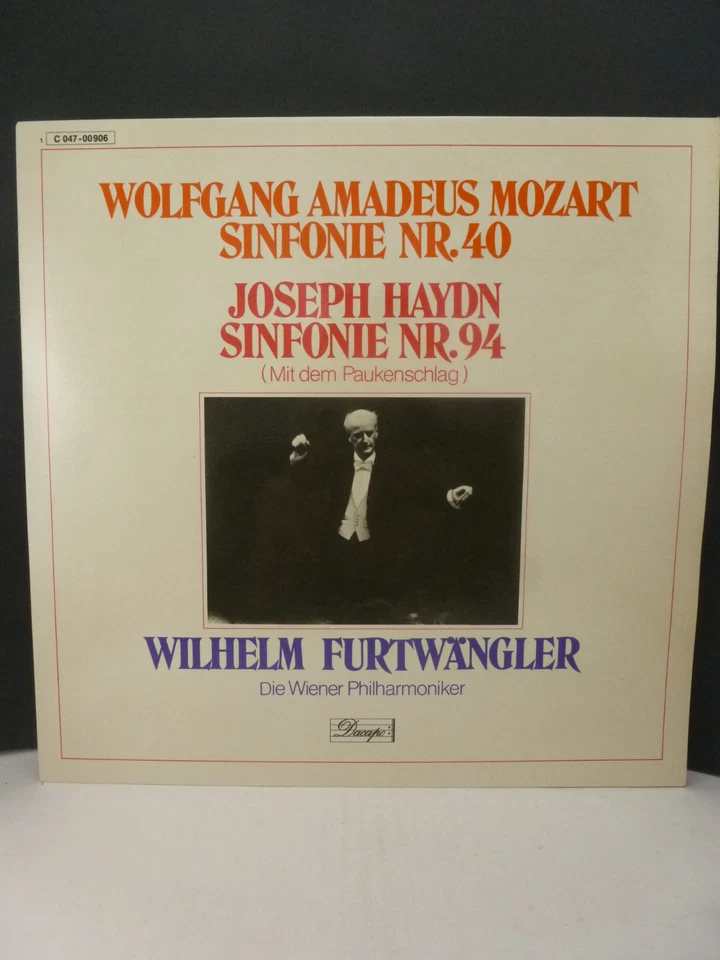 1 C 047-00906
WOLFGANG AMADEUS MOZART
SINFONIE NR. 40
JOSEPH HAYDN
SINFONIE NR. 94
(Mit dem Paukenschlag)
WILHELM FURTWÄNGLER
Die Wiener Philharmoniker
Dacapo